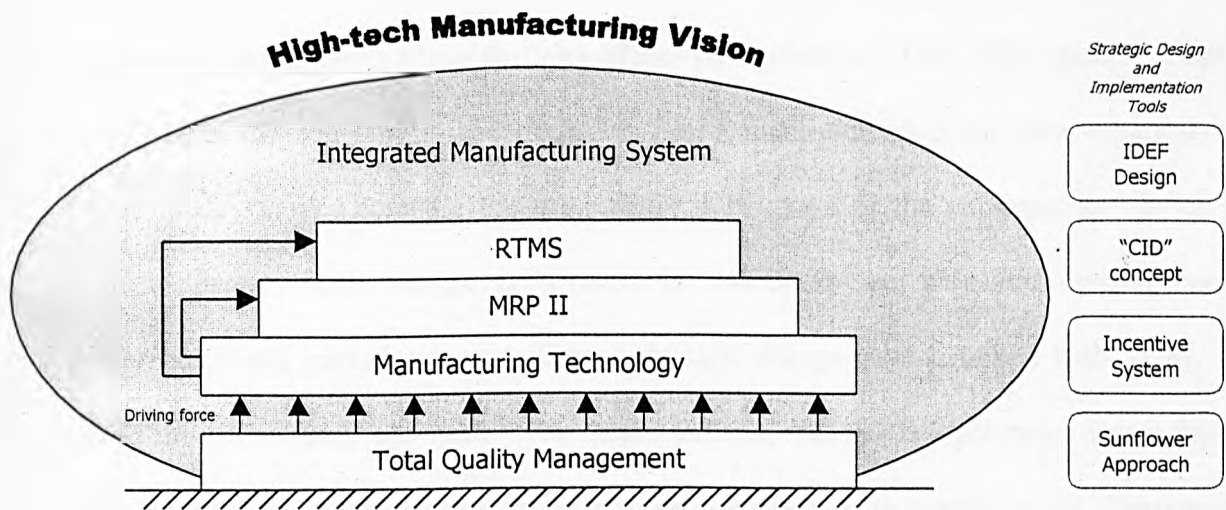 High-tech Manufacturing Vision
Integrated Manufacturing System
RTMS
MRP II
Manufacturing Technology
Driving force
Total Quality Management
Strategic Design
and
Implementation
Tools
IDEF
Design
"CID"
concept
Incentive
System
Sunflower
Approach